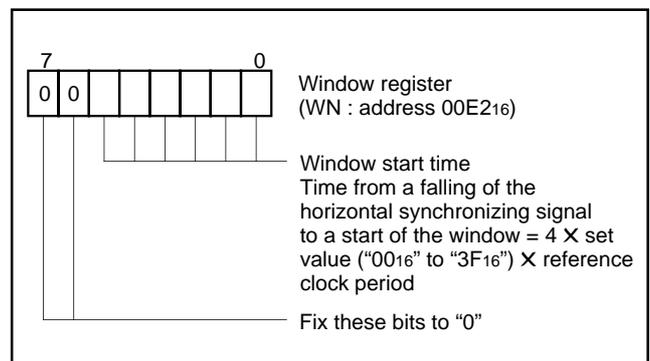 7 0
0 0
Window register
(WN : address 00E216)
Window start time
Time from a falling of the
horizontal synchronizing signal
to a start of the window = 4 X set
value (“0016” to “3F16”) X reference
clock period
Fix these bits to “0”